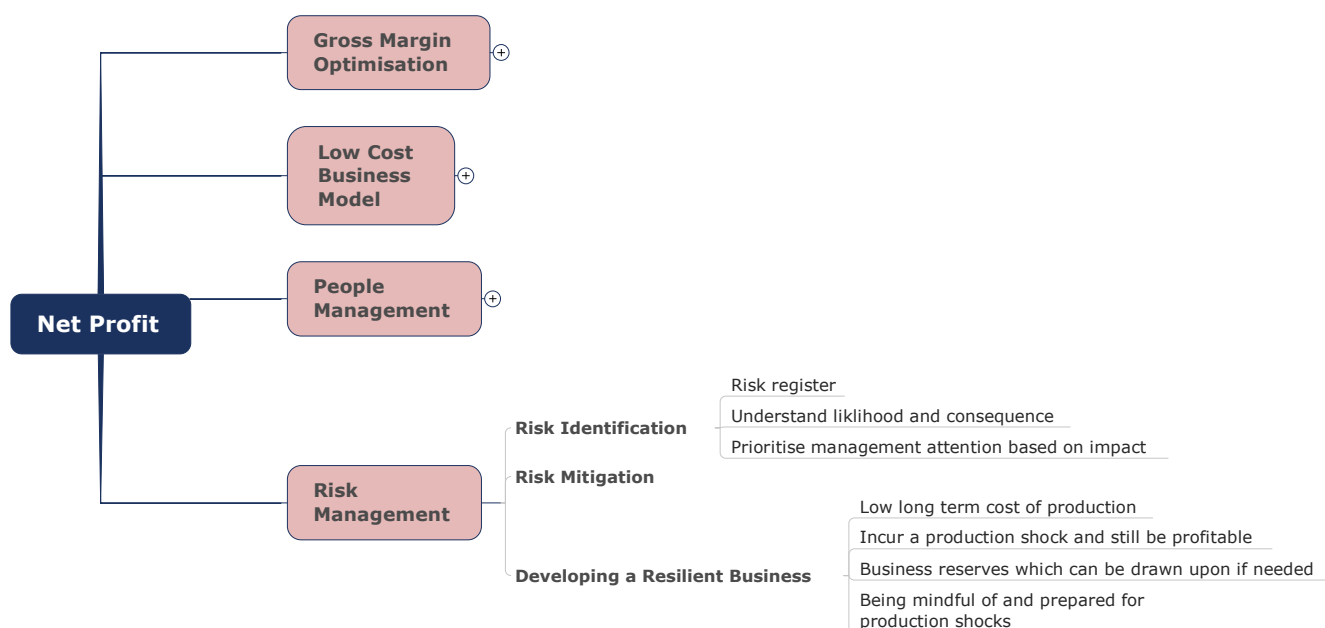 Gross Margin
Optimisation
Low Cost
Business
Model
People
Management
Net Profit
Risk
Management
Risk Identification
Risk register
Understand liklihood and consequence
Prioritise management attention based on impact
Risk Mitigation
Developing a Resilient Business
Low long term cost of production
Incur a production shock and still be profitable
Business reserves which can be drawn upon if needed
Being mindful of and prepared for
production shocks